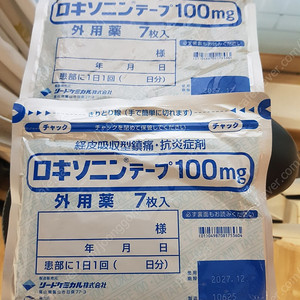 ロキソニンテープ100mg
外用薬 7枚入
様
年 月 日
患部に1日1回( 日分)
リードケミカル株式会社
きりとり線(手で簡単に切れます)
チャック
チャック
チャックを閉めて保管してください
経皮吸収型鎮痛・抗炎症剤
ロキソニンテープ100mg
外用薬 7枚入
必ず裏面もお読みください
様
年 月 日
患部に1日1回( 日分)
リードケミカル株式会社